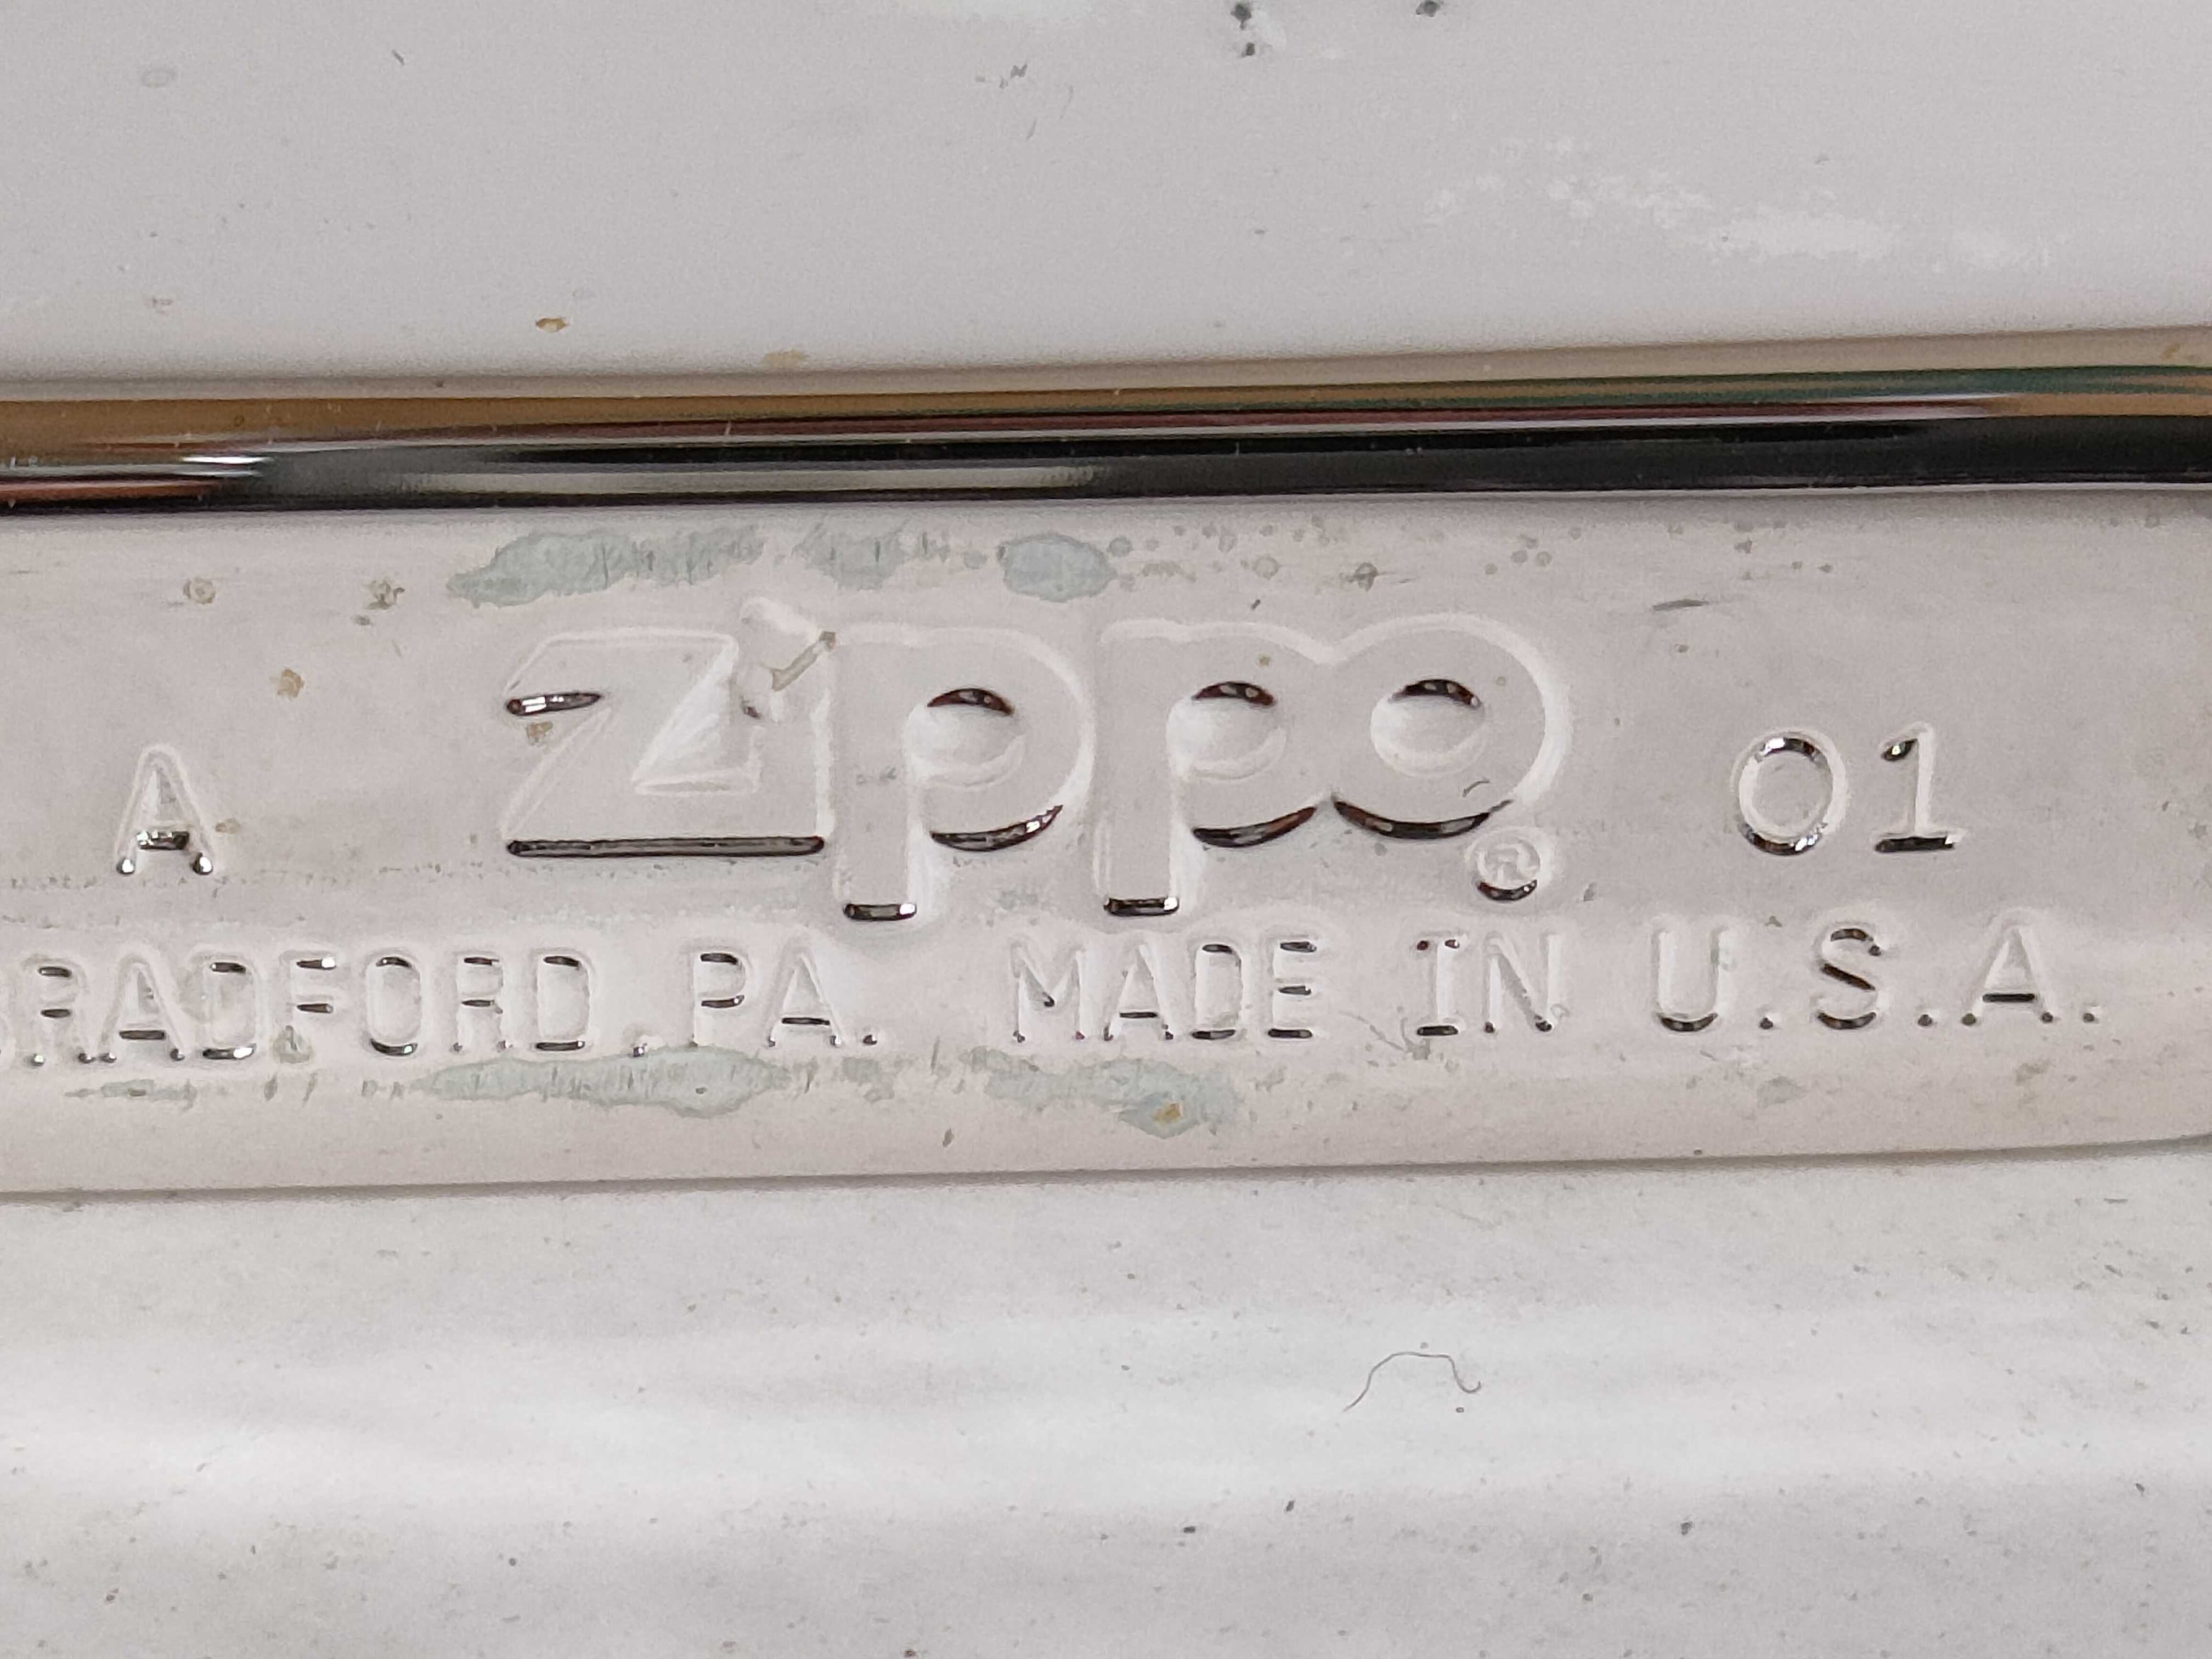 A zippo ® 01
BRADFORD, PA. MADE IN U.S.A.